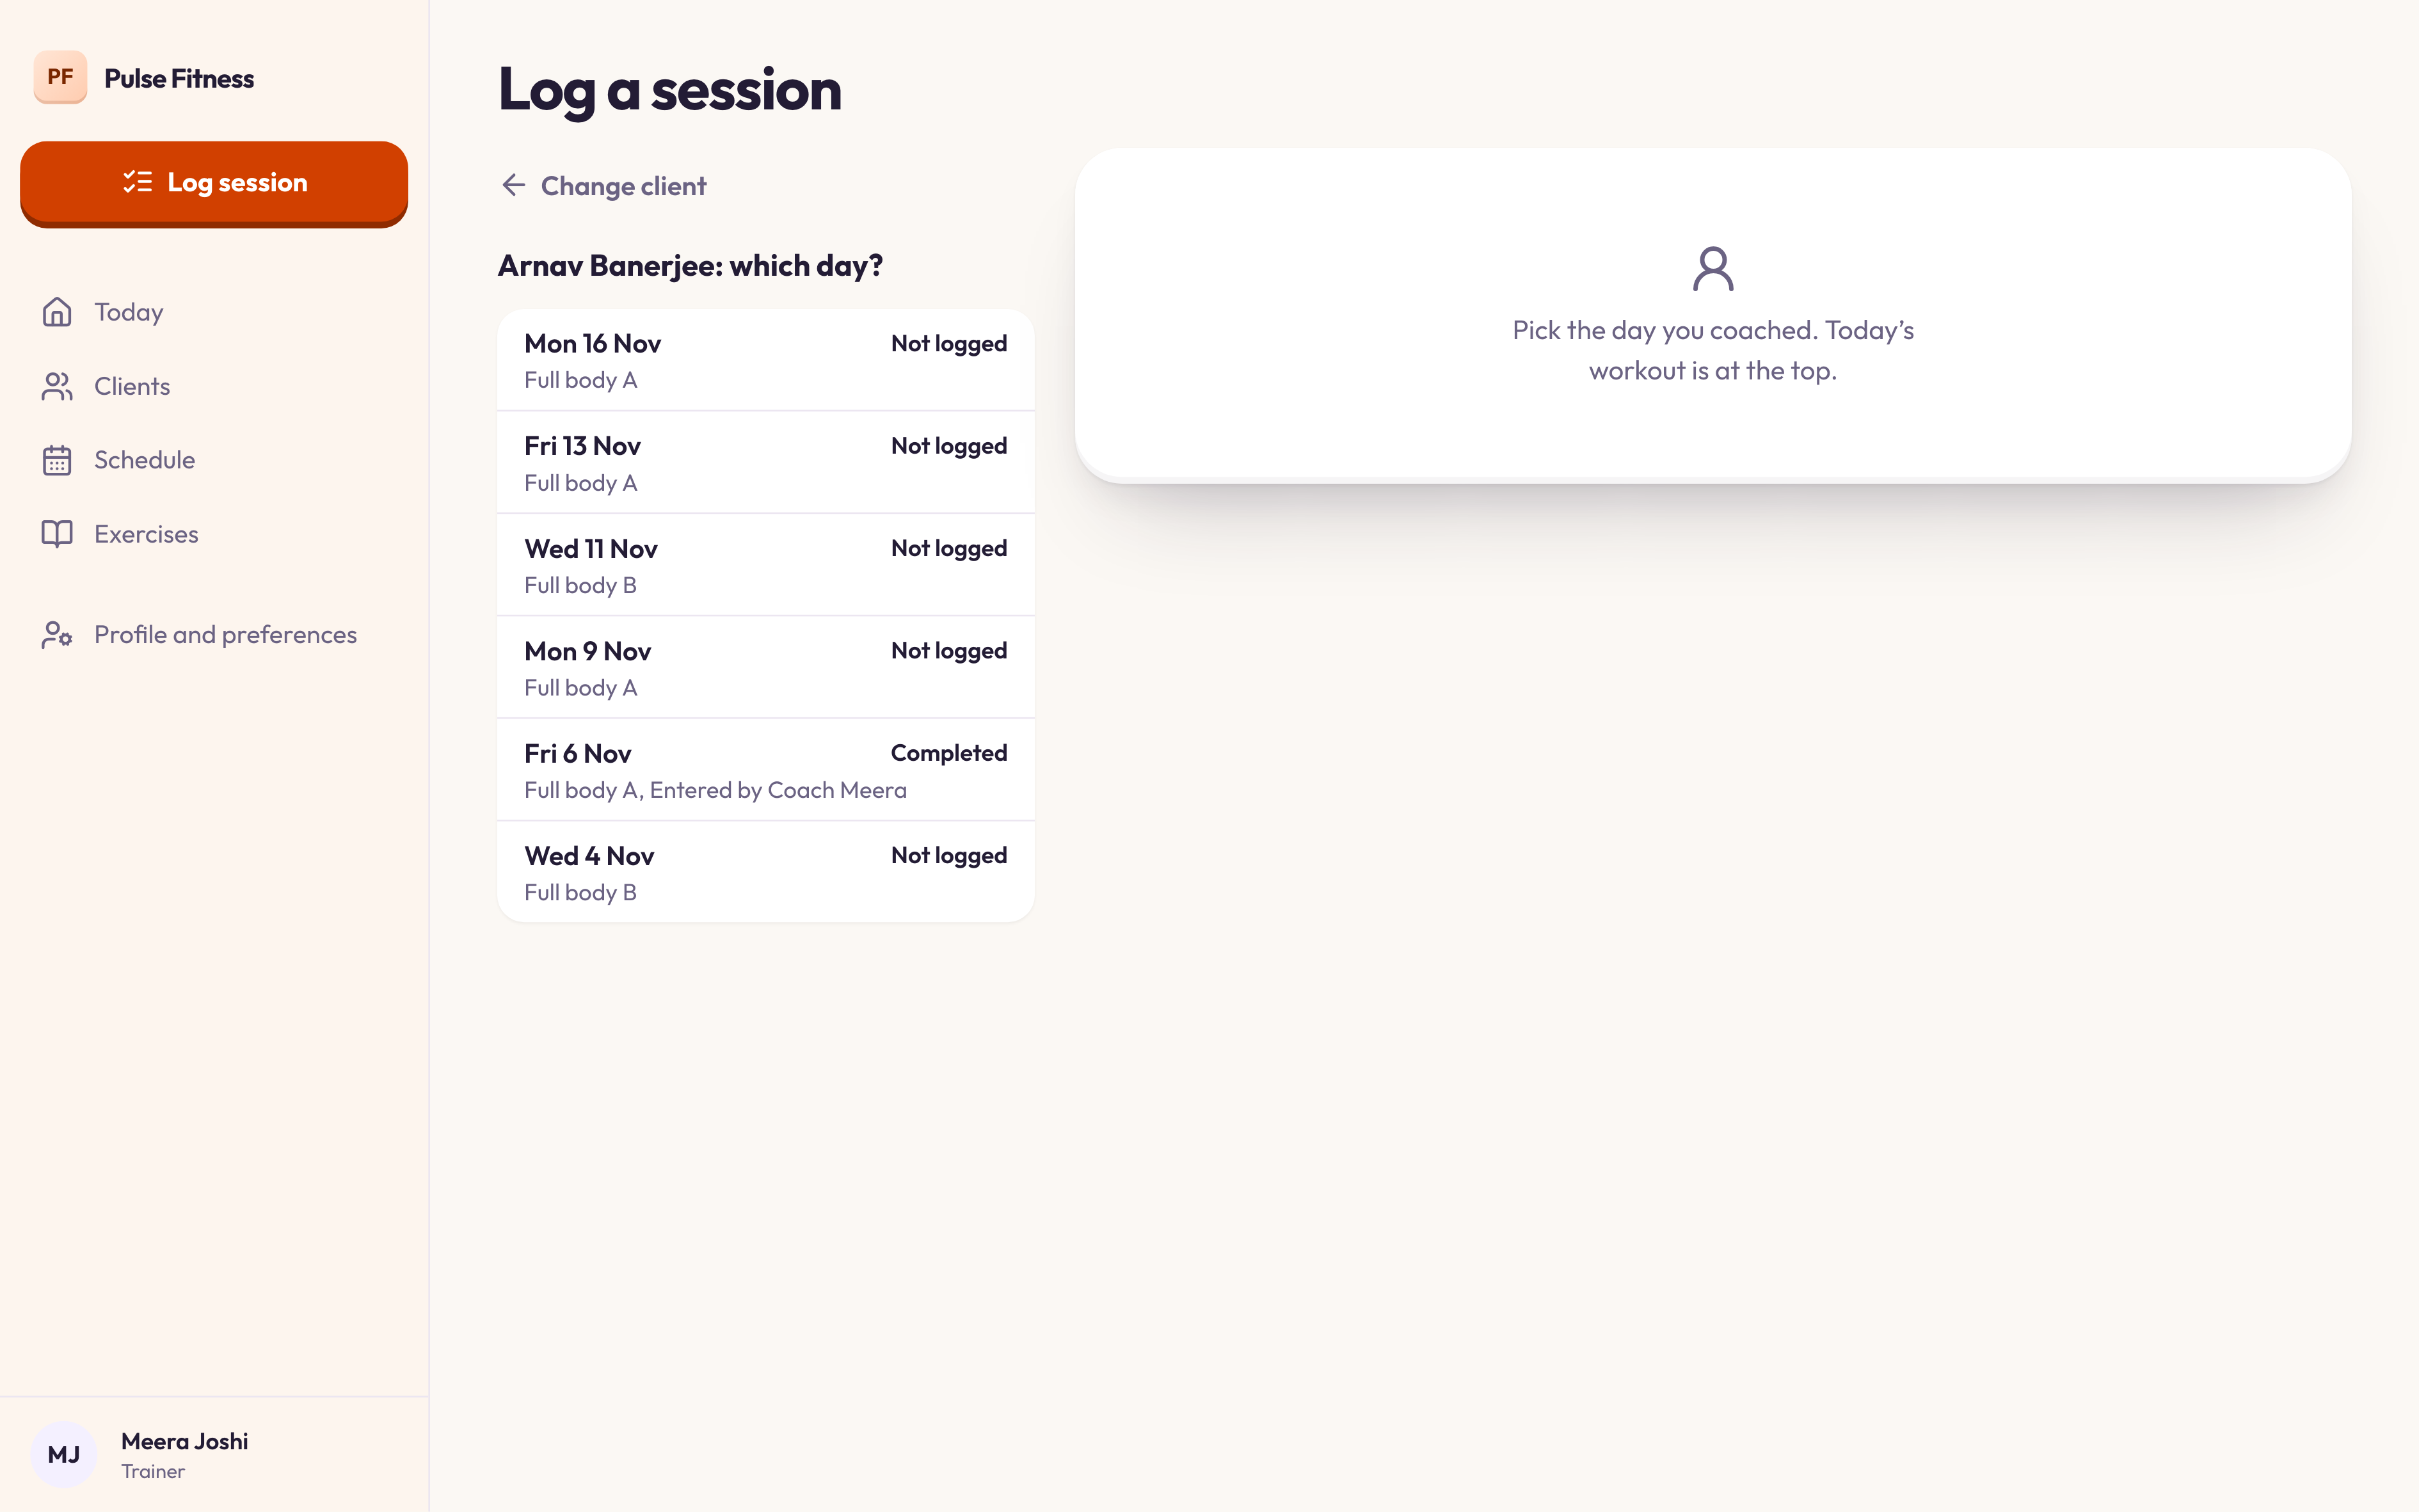 PF
Pulse Fitness
Log session
Today
Clients
Schedule
Exercises
Profile and preferences
MJ
Meera Joshi
Trainer
Log a session
Change client
Arnav Banerjee: which day?
Mon 16 Nov Not logged
Full body A
Fri 13 Nov Not logged
Full body A
Wed 11 Nov Not logged
Full body B
Mon 9 Nov Not logged
Full body A
Fri 6 Nov Completed
Full body A, Entered by Coach Meera
Wed 4 Nov Not logged
Full body B
Pick the day you coached. Today’s
workout is at the top.